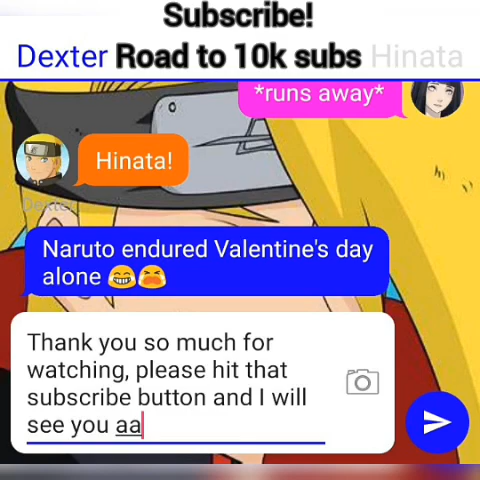 Subscribe!
Dexter Road to 10k subs Hinata
*runs away*
Hinata!
Dexter
Naruto endured Valentine's day
alone 😂😭
Thank you so much for
watching, please hit that
subscribe button and I will
see you aa